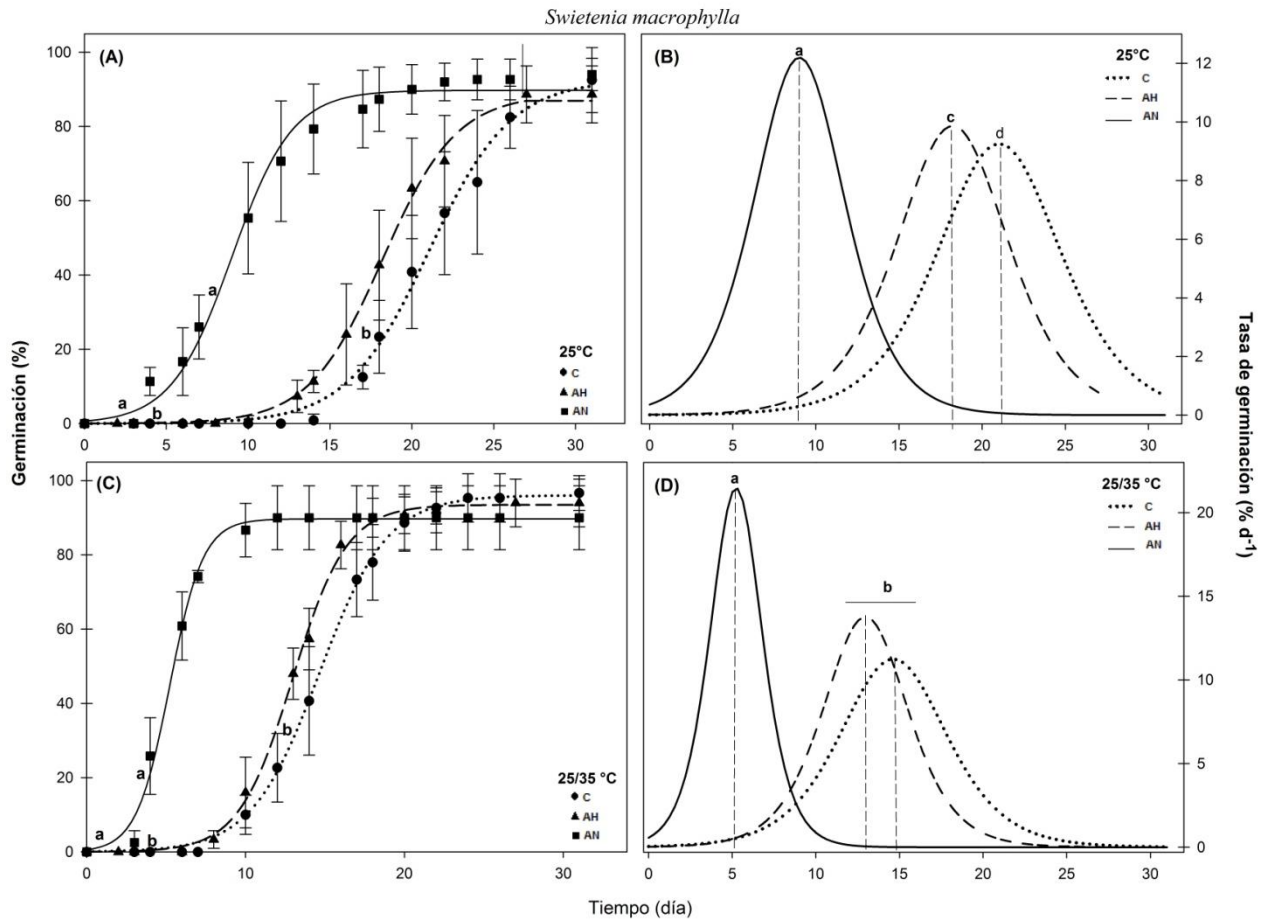 Swietenia macrophylla
(A)
100
80
60
40
20
0
Germinación (%)
a
a
b
b
25°C
C
AH
AN
0 5 10 15 20 25 30
(B)
a
c
d
25°C
C
AH
AN
12
10
8
6
4
2
0
0 5 10 15 20 25 30
Tasa de germinación (% d-1)
(C)
100
80
60
40
20
0
a
a
b
b
25/35 °C
C
AH
AN
0 10 20 30
(D)
a
b
25/35 °C
C
AH
AN
20
15
10
5
0
0 5 10 15 20 25 30
Tiempo (día)